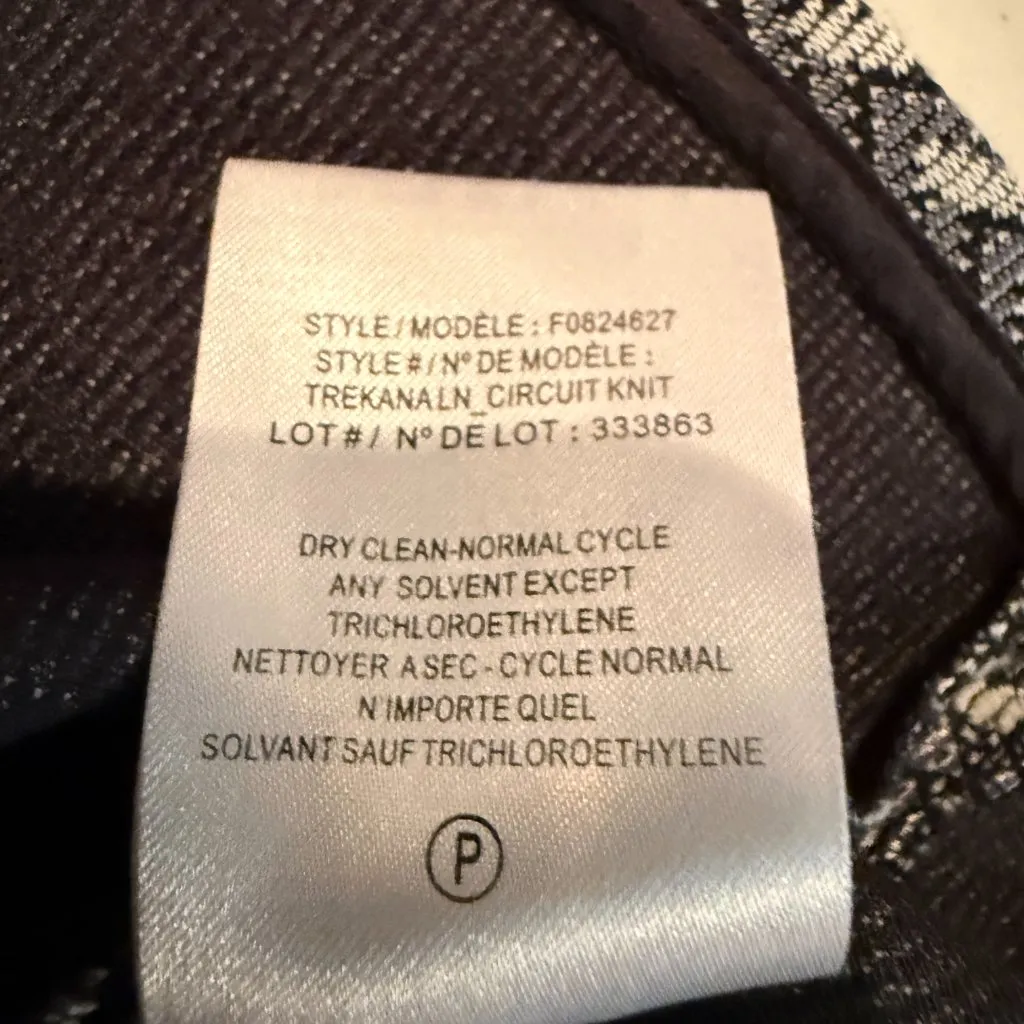 STYLE/MODÈLE : F0824627
STYLE #/Nº DE MODÈLE :
TREKANALN_CIRCUIT KNIT
LOT #/ Nº DE LOT : 333863
DRY CLEAN-NORMAL CYCLE
ANY SOLVENT EXCEPT
TRICHLOROETHYLENE
NETTOYER A SEC - CYCLE NORMAL
N'IMPORTE QUEL
SOLVANT SAUF TRICHLOROETHYLENE
P